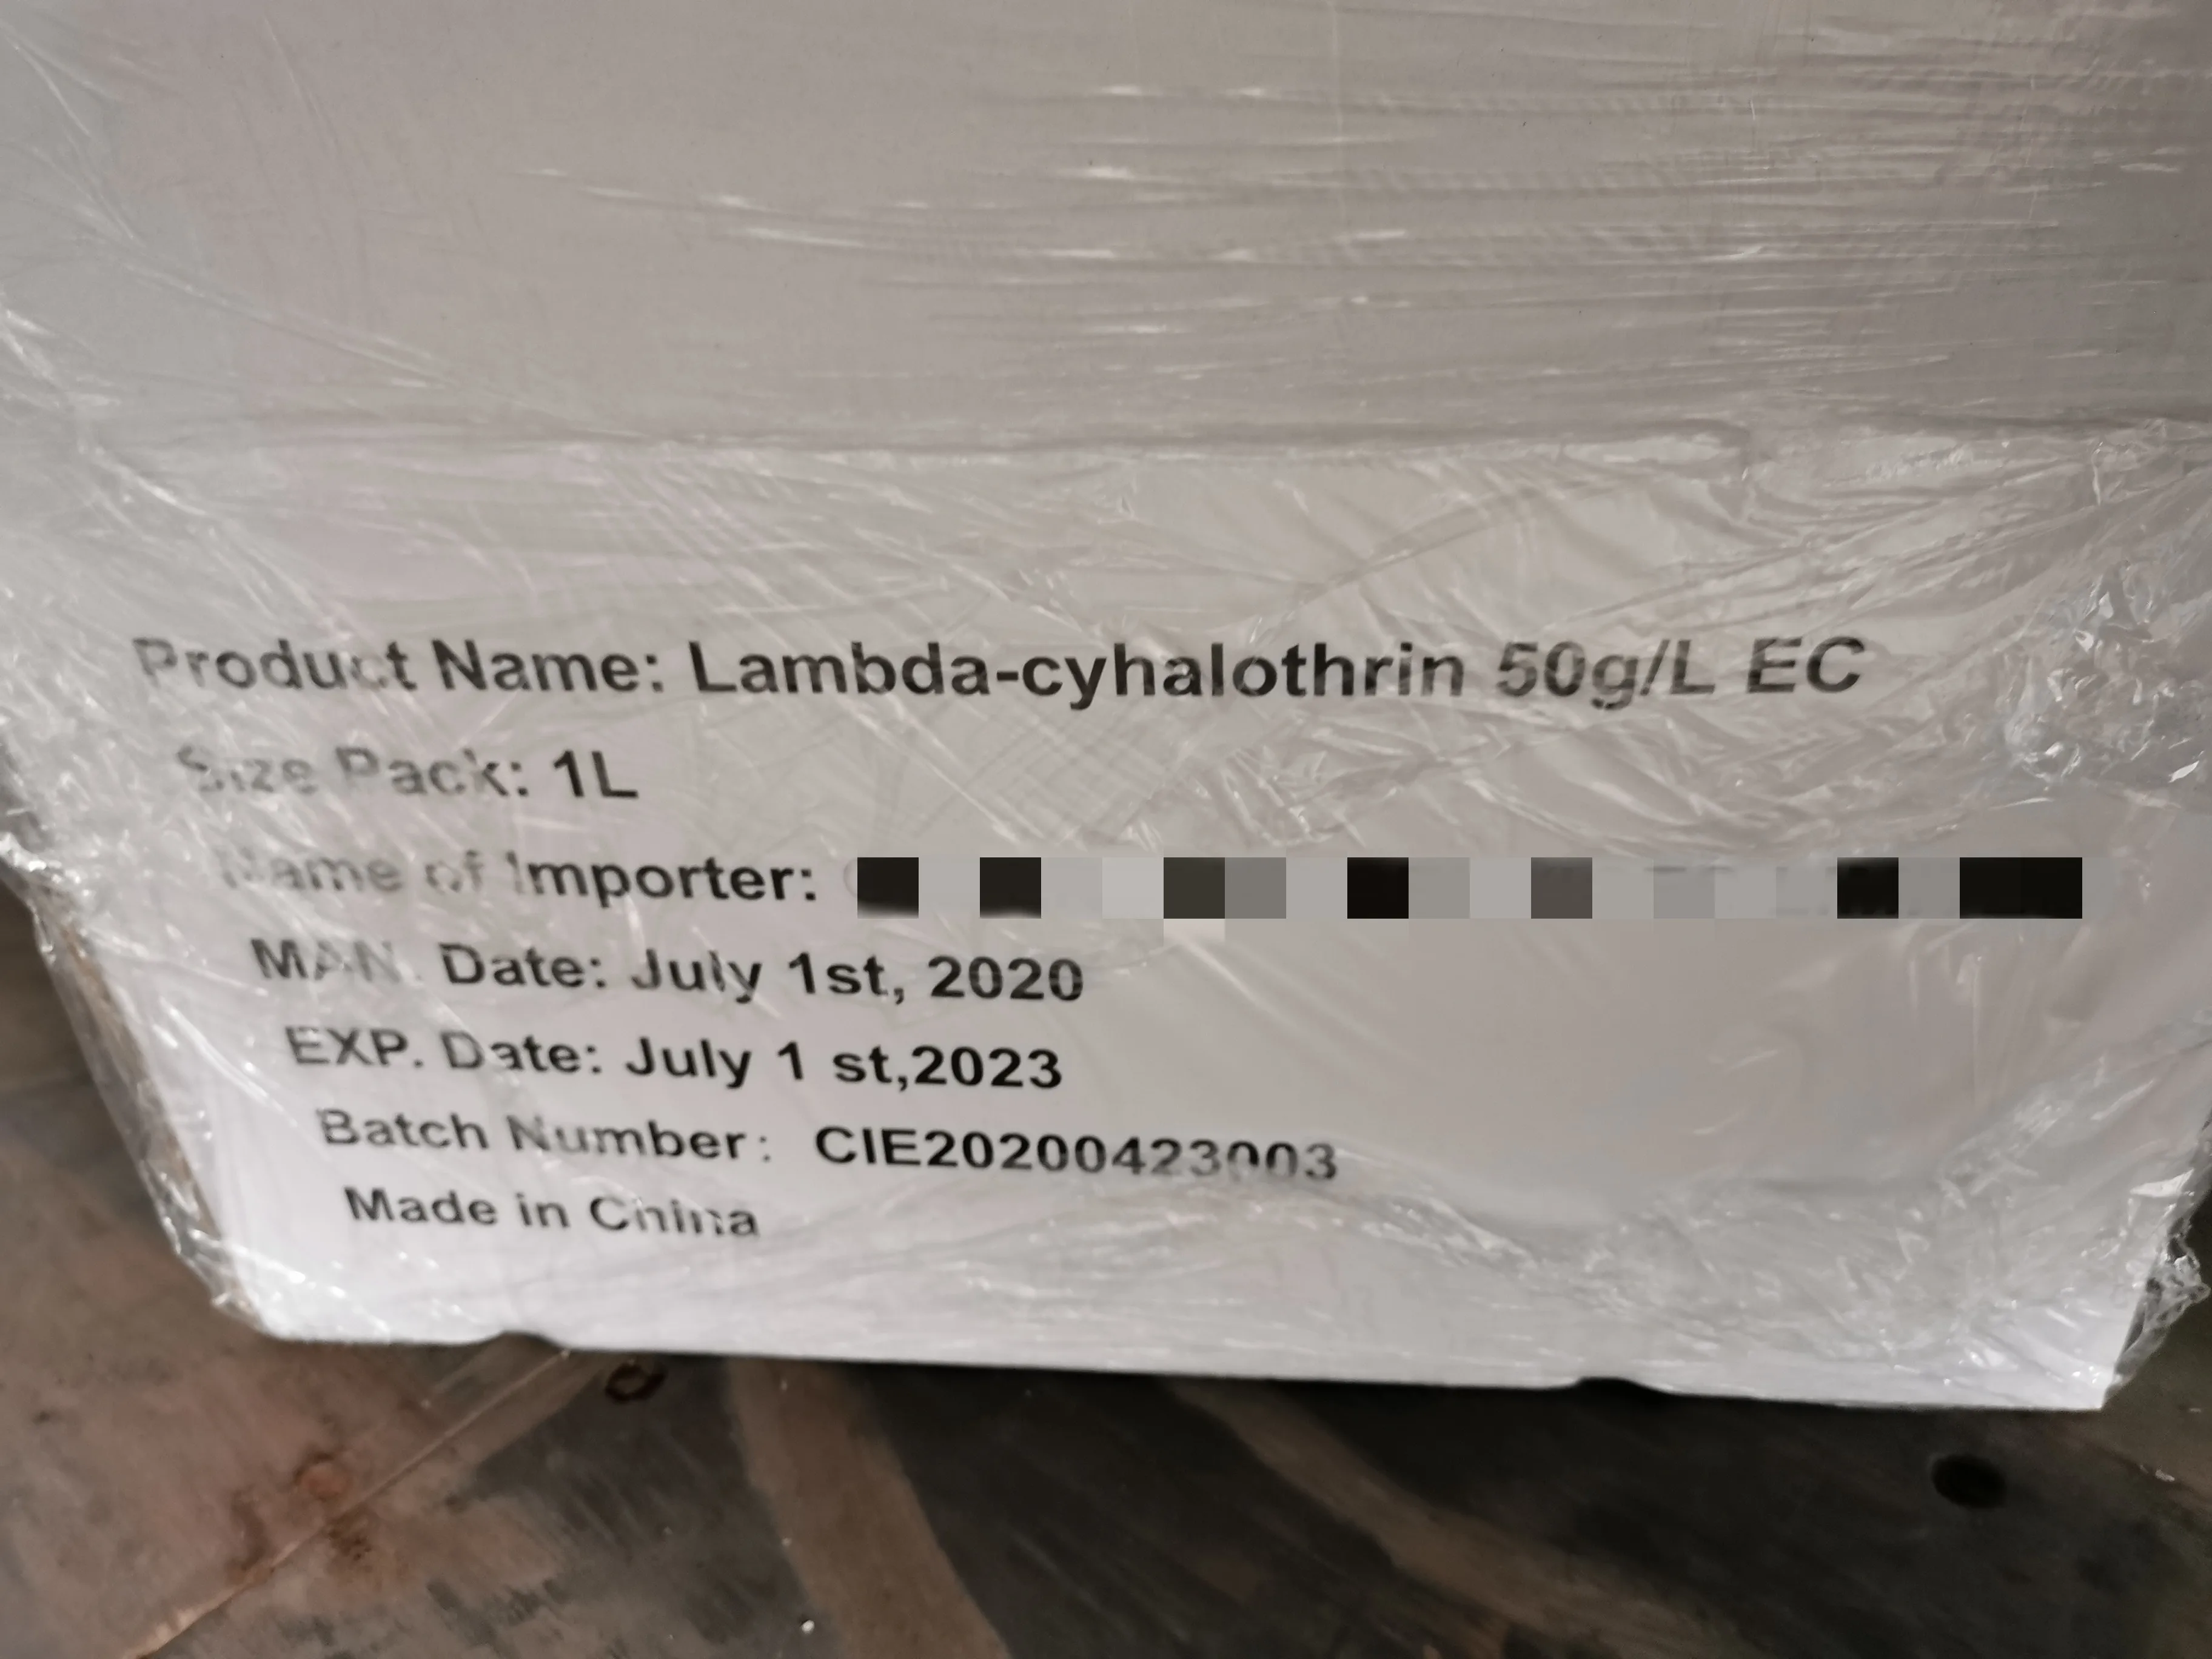 Product Name: Lambda-cyhalothrin 50g/L EC
Size Pack: 1L
Name of Importer:
MAN. Date: July 1st, 2020
EXP. Date: July 1 st,2023
Batch Number: CIE20200423003
Made in China